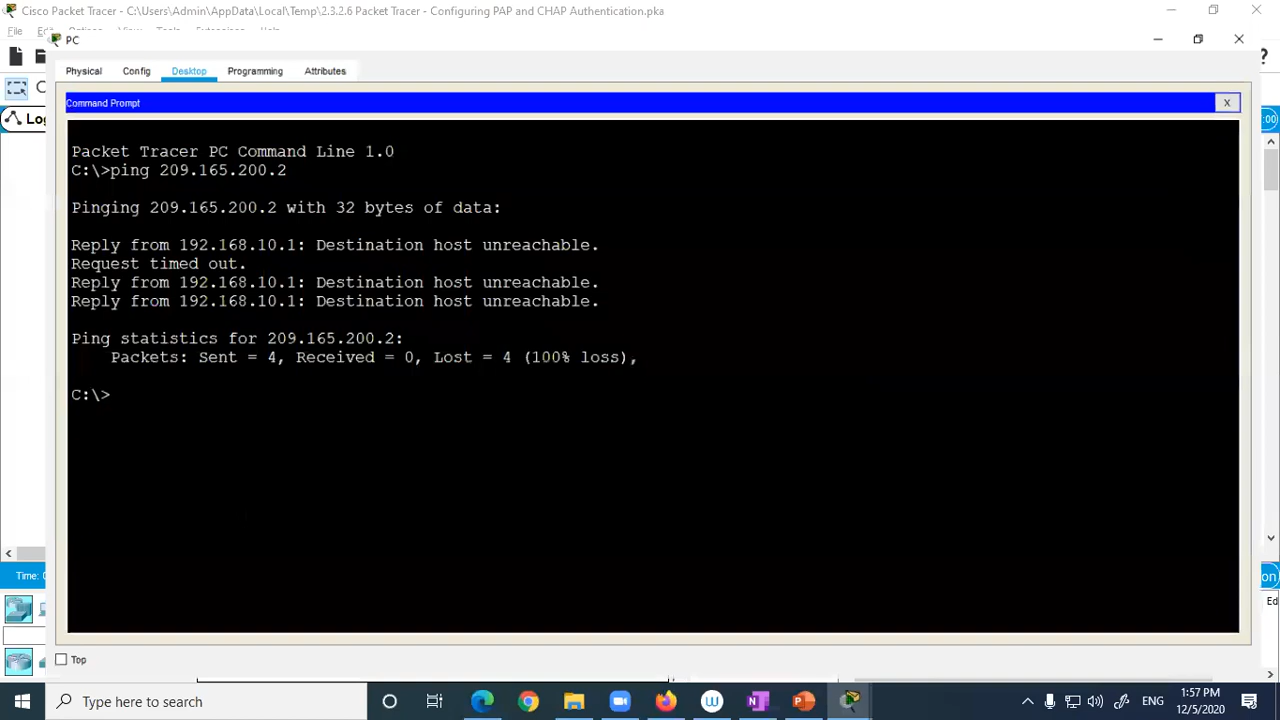 Cisco Packet Tracer - C:\Users\Admin\AppData\Local\Temp\2.3.2.6 Packet Tracer - Configuring PAP and CHAP Authentication.pka
File
PC
Physical Config Desktop Programming Attributes
Command Prompt
X
Log
:00
Packet Tracer PC Command Line 1.0
C:\>ping 209.165.200.2
Pinging 209.165.200.2 with 32 bytes of data:
Reply from 192.168.10.1: Destination host unreachable.
Request timed out.
Reply from 192.168.10.1: Destination host unreachable.
Reply from 192.168.10.1: Destination host unreachable.
Ping statistics for 209.165.200.2:
Packets: Sent = 4, Received = 0, Lost = 4 (100% loss),
C:\>
Time:
on
Ed
Top
Type here to search
ENG
1:57 PM
12/5/2020